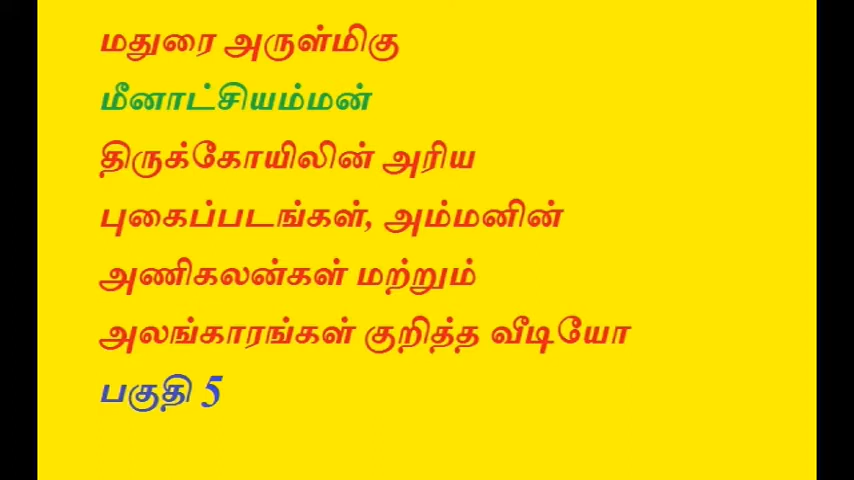 மதுரை அருள்மிகு
மீனாட்சியம்மன்
திருக்கோயிலின் அரிய
புகைப்படங்கள், அம்மனின்
அணிகலன்கள் மற்றும்
அலங்காரங்கள் குறித்த வீடியோ
பகுதி 5